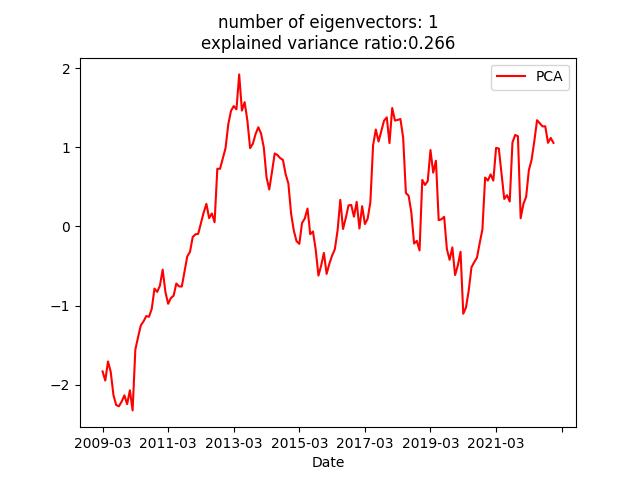 number of eigenvectors: 1
explained variance ratio:0.266
PCA
2
1
0
−1
−2
2009-03 2011-03 2013-03 2015-03 2017-03 2019-03 2021-03
Date